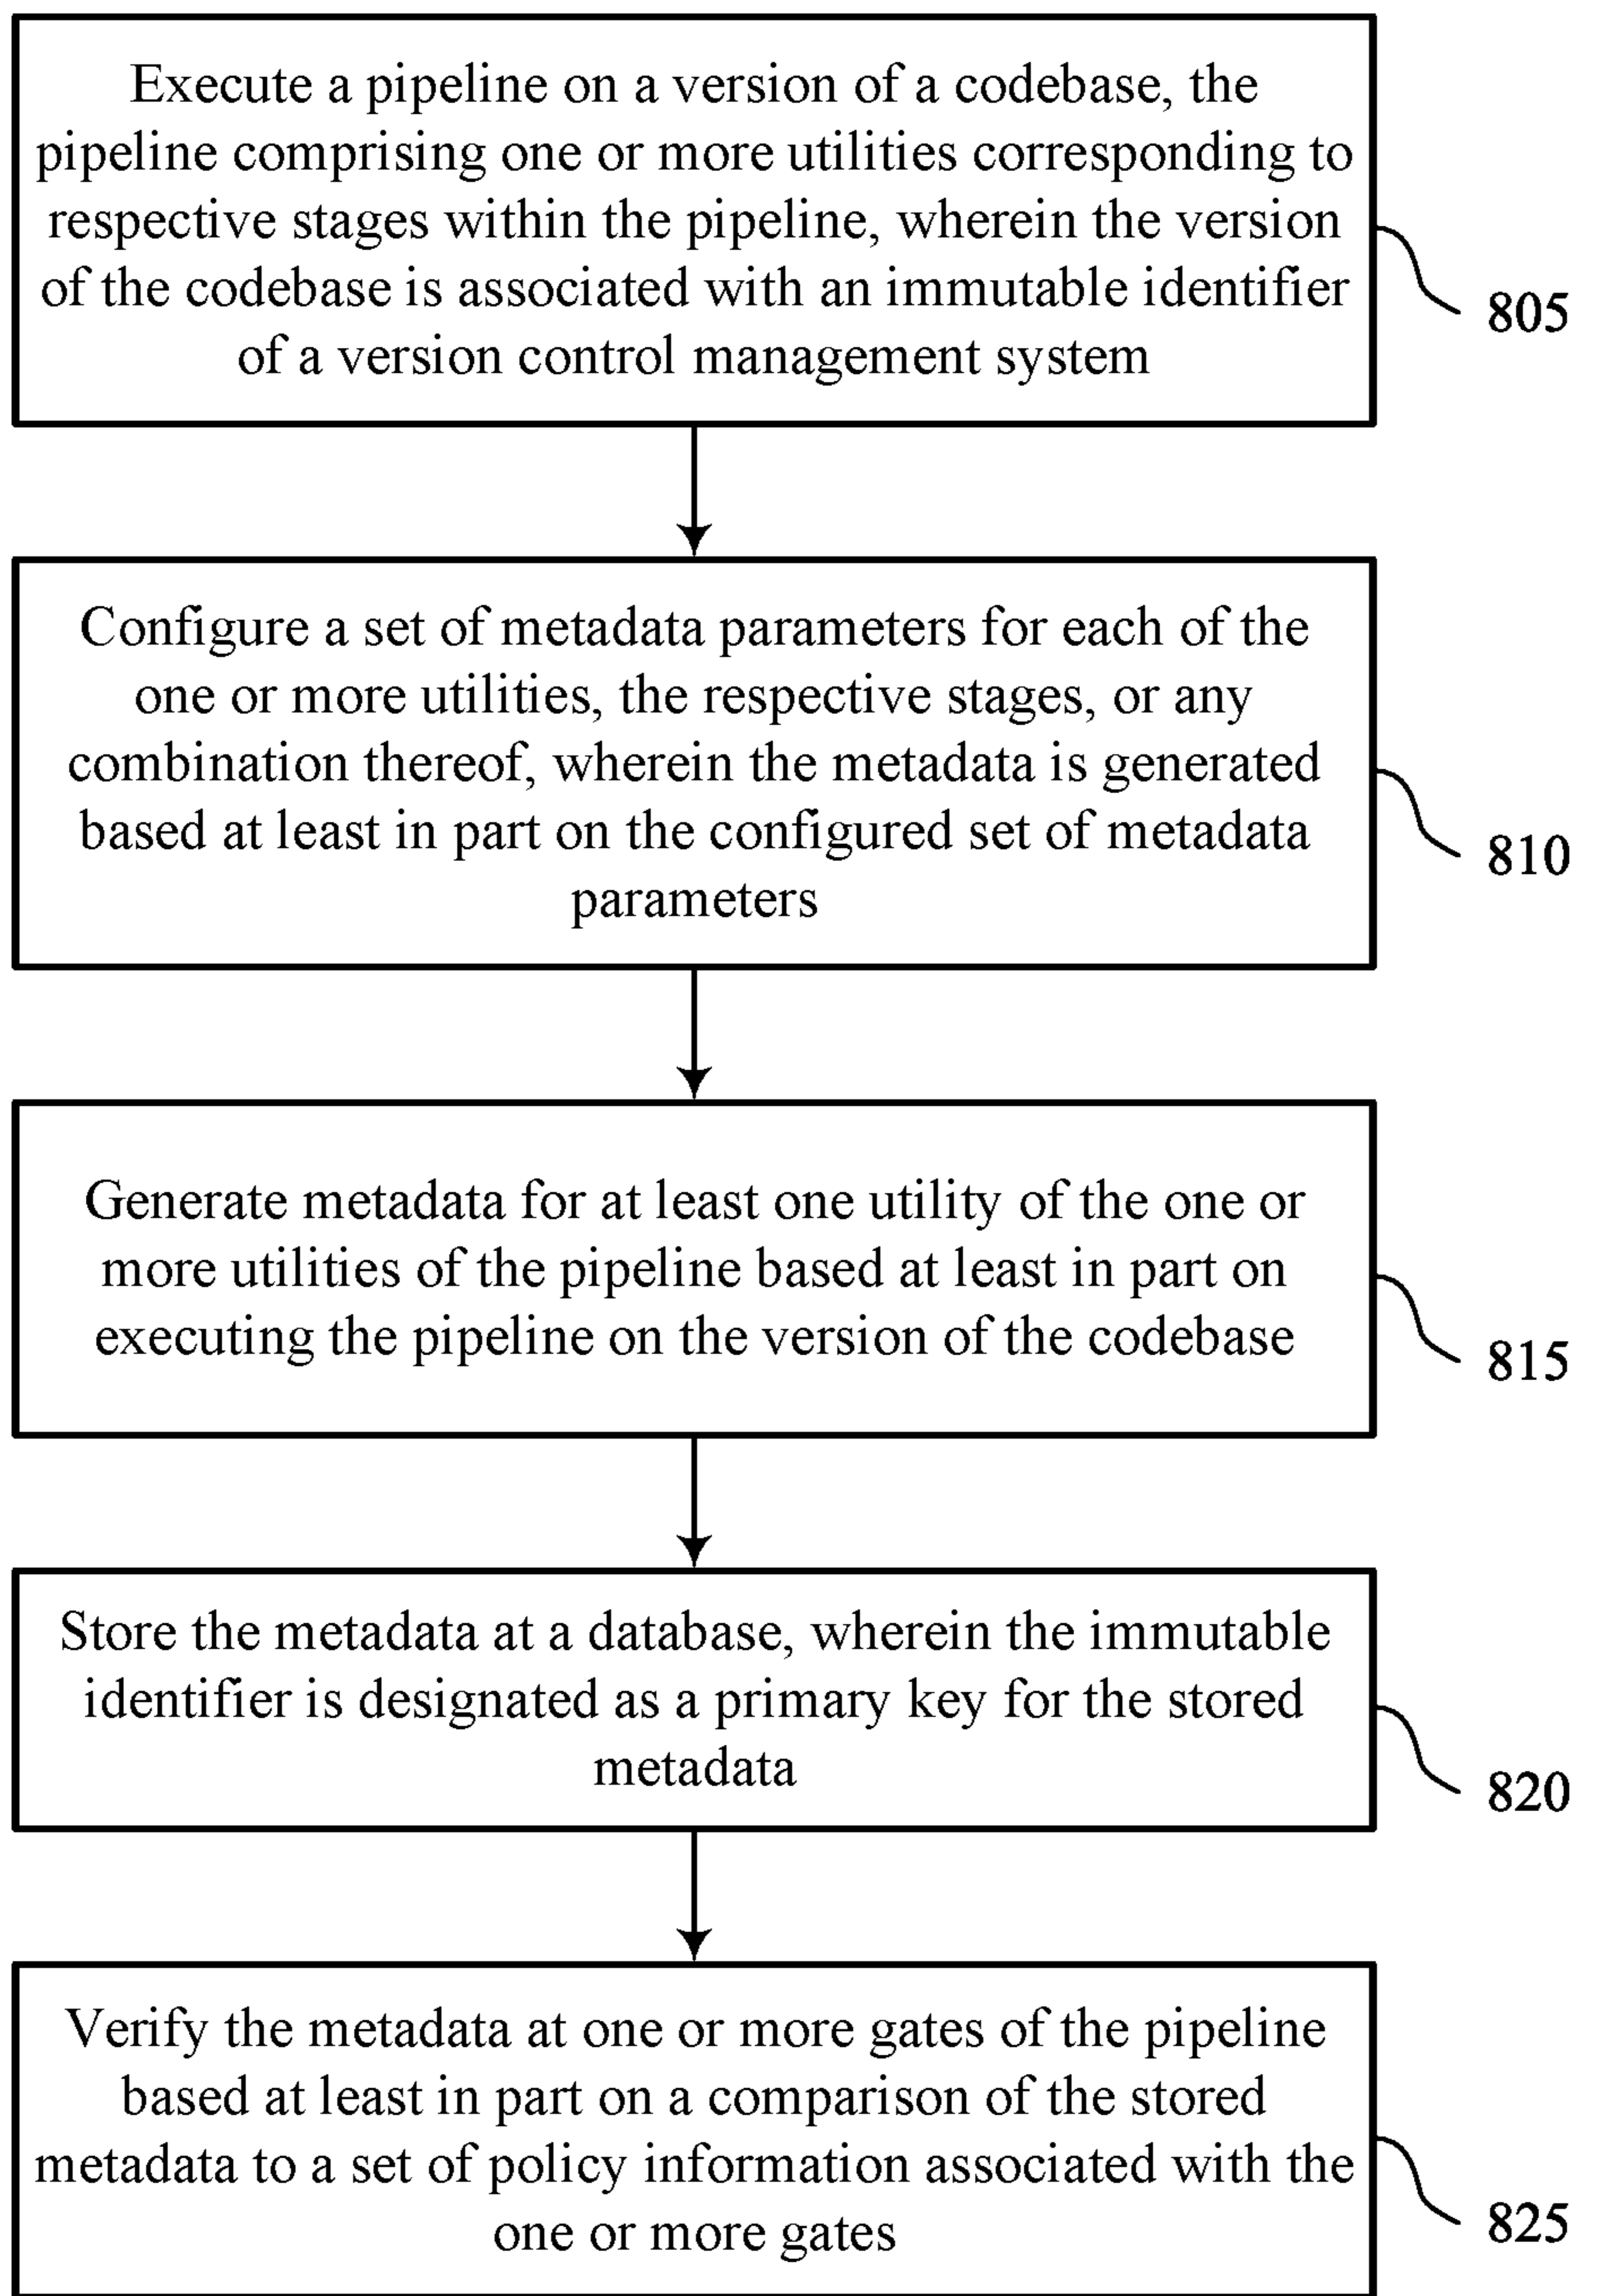 Execute a pipeline on a version of a codebase, the
pipeline comprising one or more utilities corresponding to
respective stages within the pipeline, wherein the version
of the codebase is associated with an immutable identifier
of a version control management system
805
Configure a set of metadata parameters for each of the
one or more utilities, the respective stages, or any
combination thereof, wherein the metadata is generated
based at least in part on the configured set of metadata
parameters
810
Generate metadata for at least one utility of the one or
more utilities of the pipeline based at least in part on
executing the pipeline on the version of the codebase
815
Store the metadata at a database, wherein the immutable
identifier is designated as a primary key for the stored
metadata
820
Verify the metadata at one or more gates of the pipeline
based at least in part on a comparison of the stored
metadata to a set of policy information associated with the
one or more gates
825